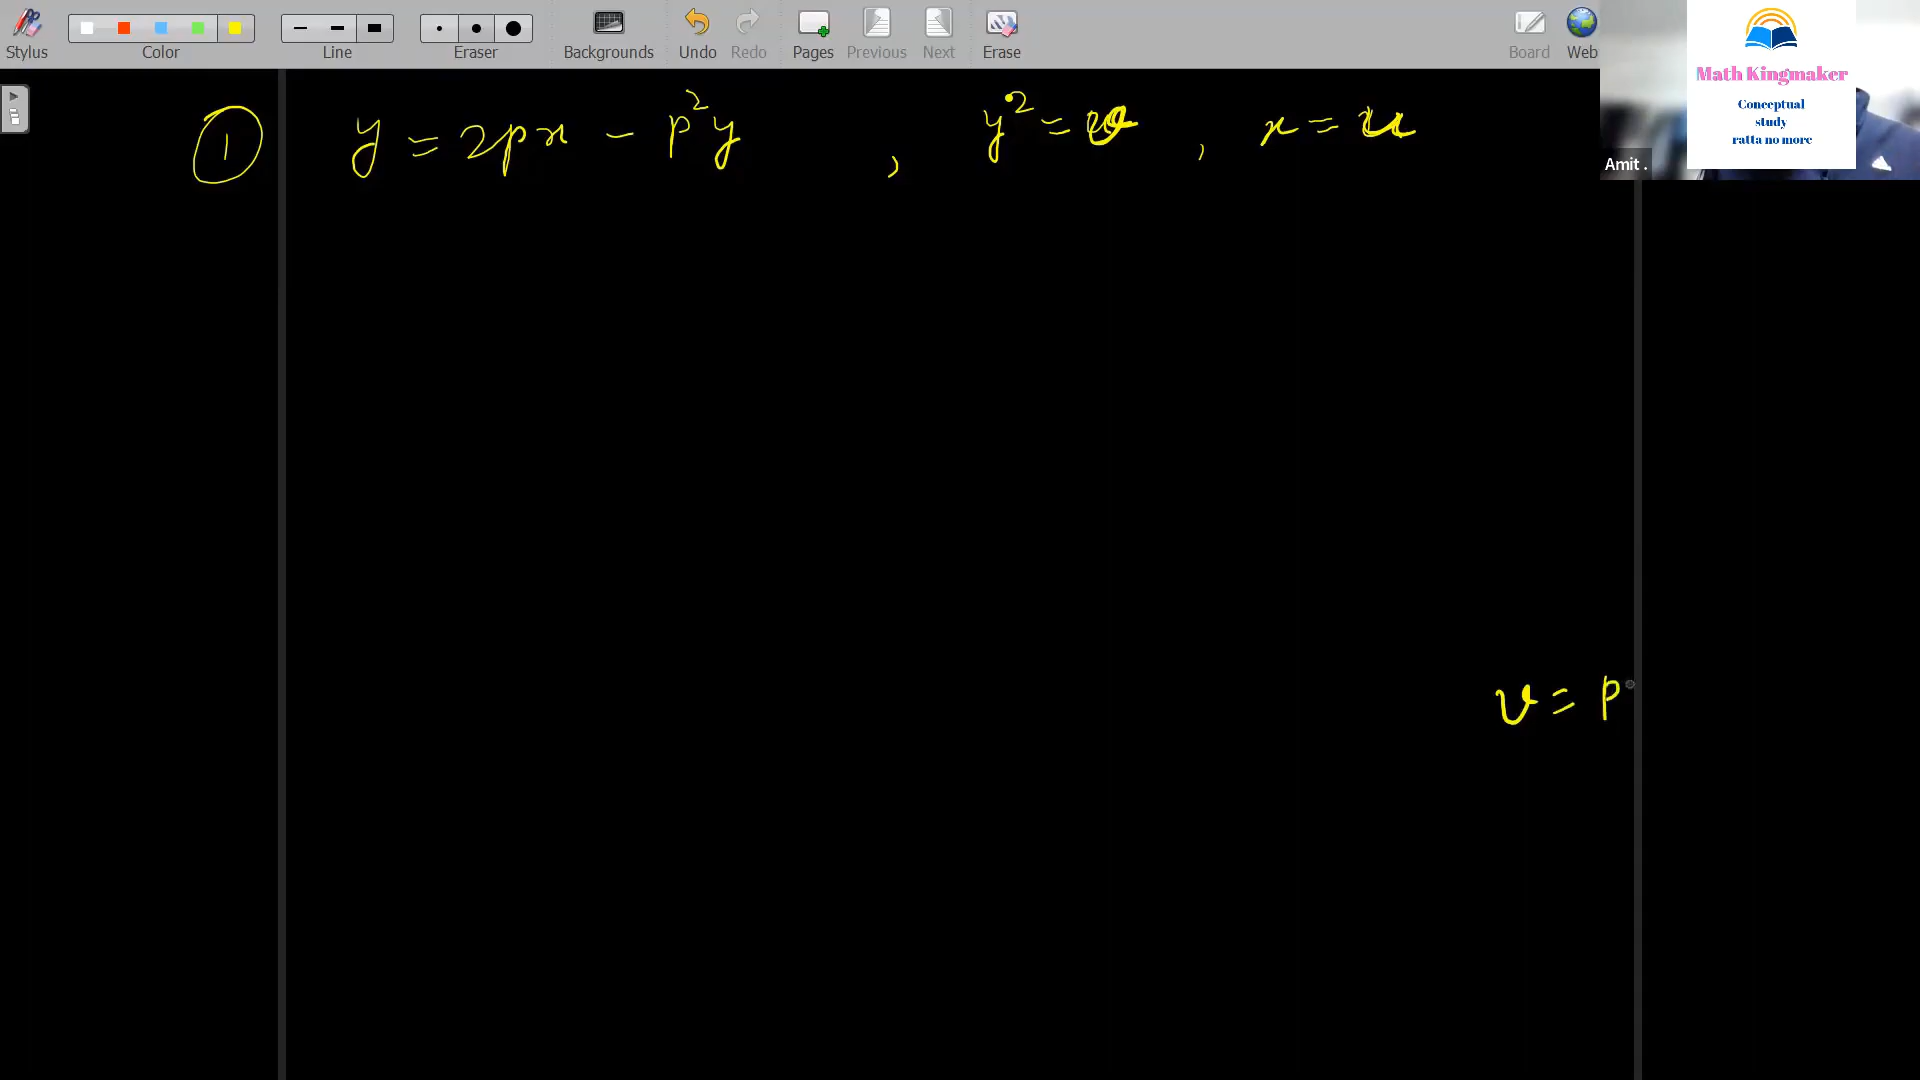 Stylus Color Line Eraser Backgrounds Undo Redo Pages Previous Next Erase Board Web
Math Kingmaker
Conceptual
study
ratta no more
Amit .
① y = 2px - p²y , y² = v , x = u
v = p